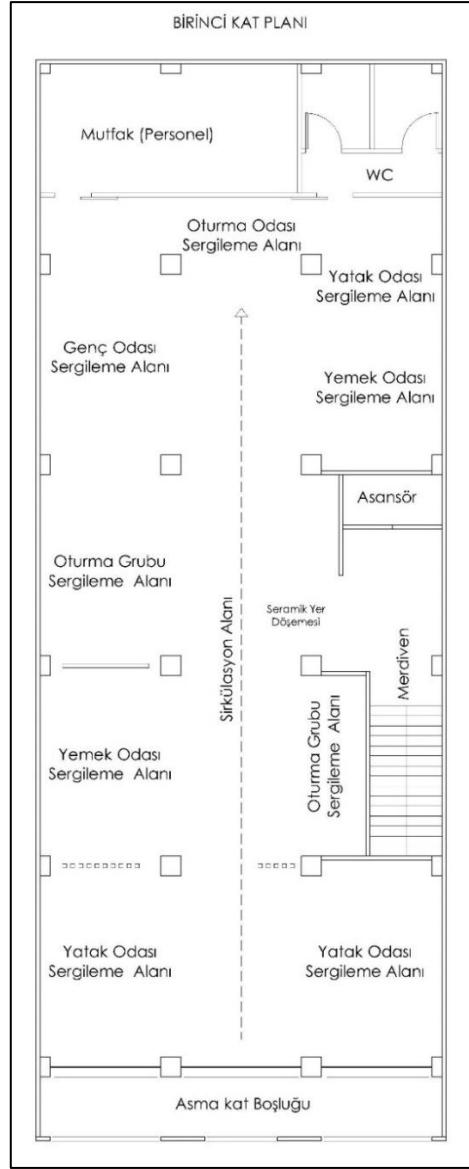 BİRİNCİ KAT PLANI
Mutfak (Personel)
WC
Oturma Odası
Sergileme Alanı
Yatak Odası
Sergileme Alanı
Genç Odası
Sergileme Alanı
Yemek Odası
Sergileme Alanı
Asansör
Oturma Grubu
Sergileme Alanı
Sirkülasyon Alanı
Seramik Yer
Döşemesi
Merdiven
Oturma Grubu
Sergileme Alanı
Yemek Odası
Sergileme Alanı
Yatak Odası
Sergileme Alanı
Yatak Odası
Sergileme Alanı
Asma kat Boşluğu